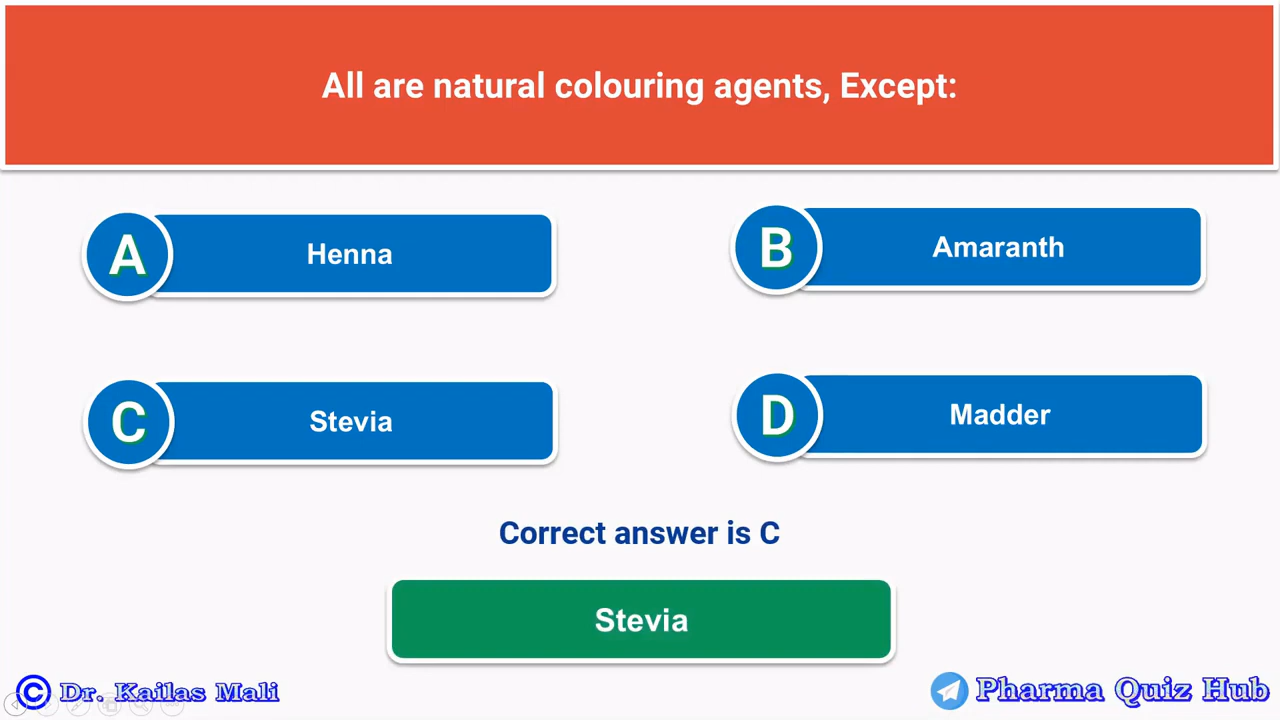 All are natural colouring agents, Except:
A
Henna
B
Amaranth
C
Stevia
D
Madder
Correct answer is C
Stevia
© Dr. Kailas Mali
Pharma Quiz Hub